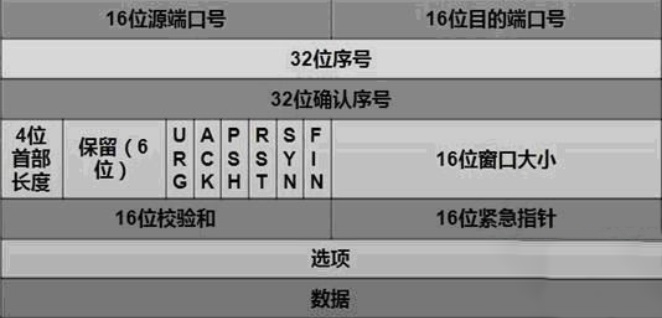 16位源端口号 16位目的端口号
32位序号
32位确认序号
4位首部长度 保留（6位） URG ACK PSH RST SYN FIN 16位窗口大小
16位校验和 16位紧急指针
选项
数据